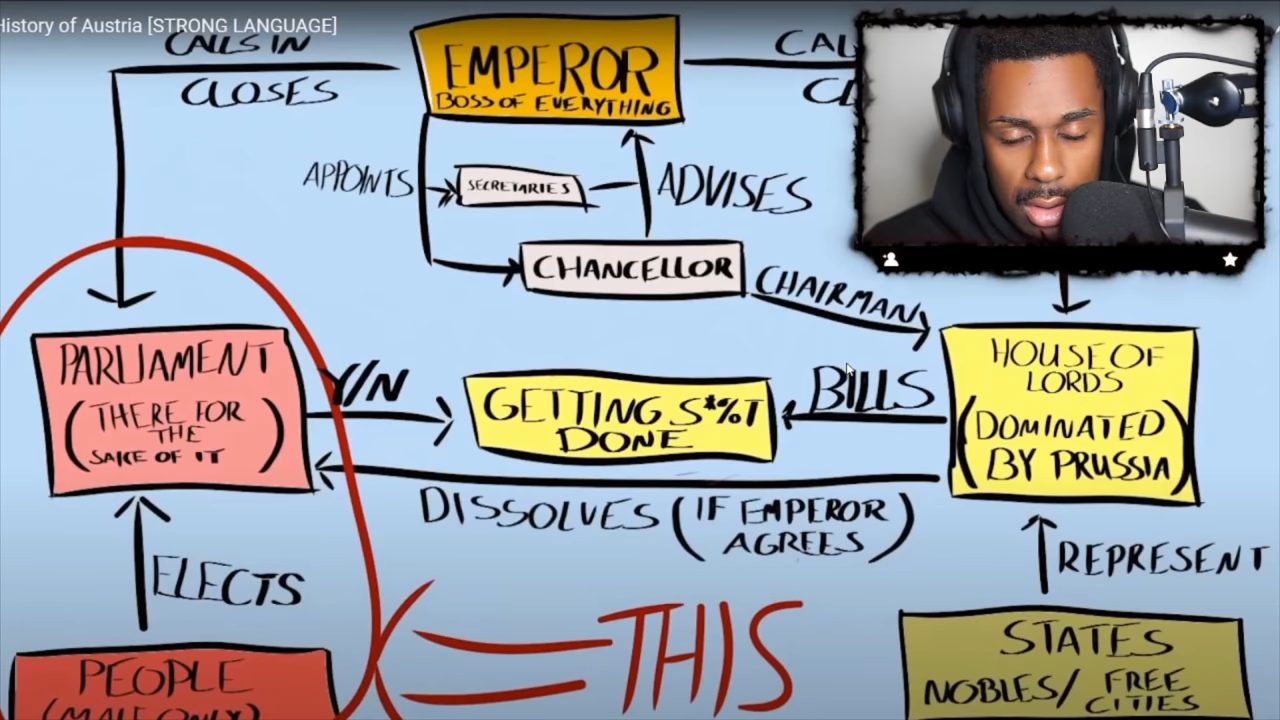 History of Austria [STRONG LANGUAGE]
CALLS IN
CLOSES
EMPEROR
BOSS OF EVERYTHING
APPOINTS
SECRETARIES
ADVISES
CHANCELLOR
CHAIRMAN
PARLIAMENT
(THERE FOR
THE
SAKE OF IT)
Y/N
GETTING S*%T
DONE
BILLS
HOUSE OF
LORDS
(DOMINATED
BY PRUSSIA)
DISSOLVES (IF EMPEROR
AGREES)
ELECTS
REPRESENT
THIS
PEOPLE
(MALE ONLY)
STATES
NOBLES/ FREE
CITIES